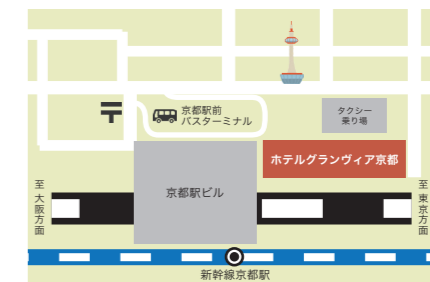 京都駅前
バスターミナル
タクシー
乗り場
ホテルグランヴィア京都
京都駅ビル
至大阪方面
至東京方面
新幹線京都駅